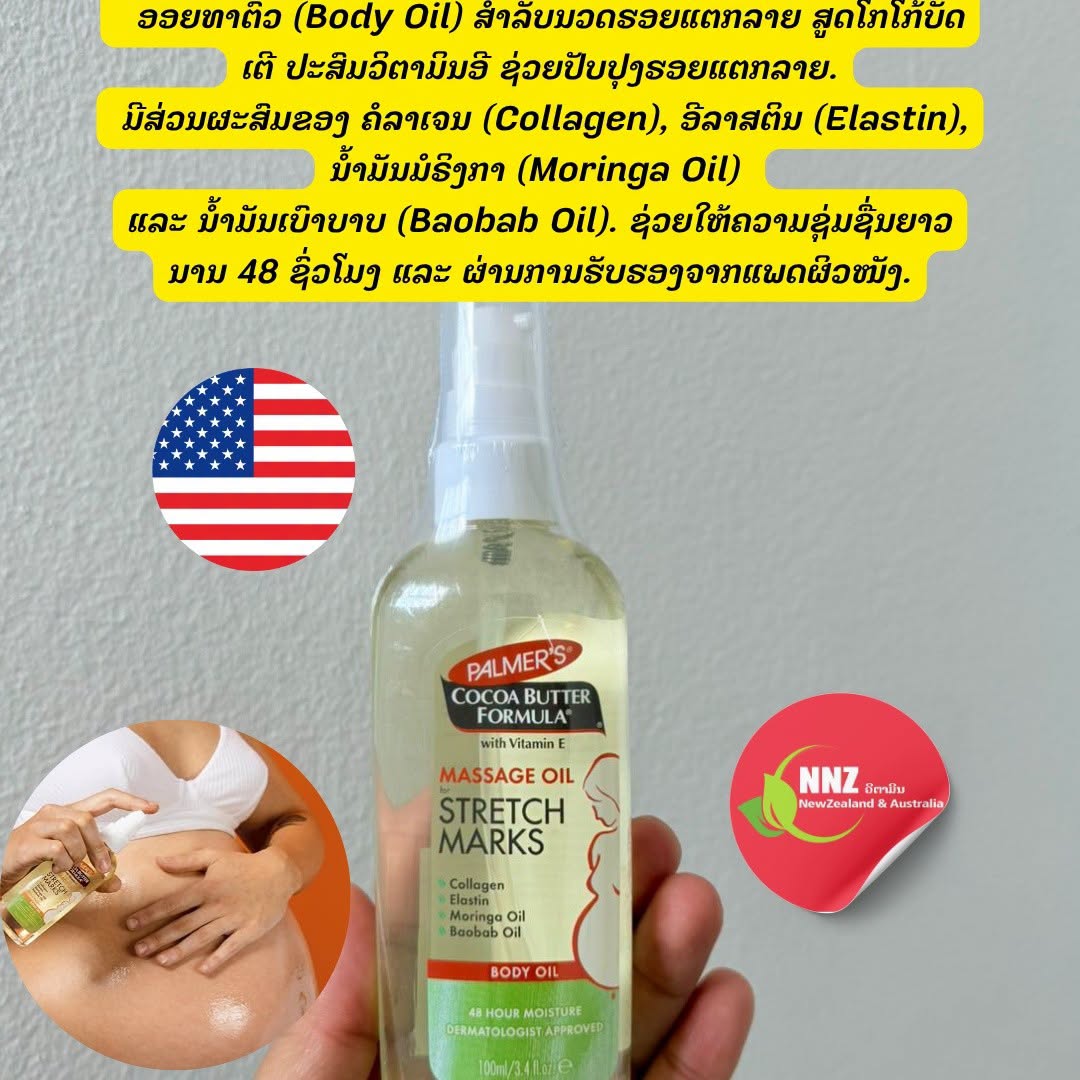 ອອຍທາຕົວ (Body Oil) ສຳລັບນວດຮອຍແຕກລາຍ ສູດໂກໂກ້ບັດ
ເຕີ ປະສົມວິຕາມິນອີ ຊ່ວຍປັບປຸງຮອຍແຕກລາຍ.
ມີສ່ວນຜະສົມຂອງ ຄໍລາເຈນ (Collagen), ອີລາສຕິນ (Elastin),
ນ້ຳມັນມໍຣິງກາ (Moringa Oil)
ແລະ ນ້ຳມັນເບົາບາບ (Baobab Oil). ຊ່ວຍໃຫ້ຄວາມຊຸ່ມຊື່ນຍາວ
ນານ 48 ຊົ່ວໂມງ ແລະ ຜ່ານການຮັບຮອງຈາກແພດຜິວໜັງ.
PALMER'S®
COCOA BUTTER
FORMULA®
with Vitamin E
MASSAGE OIL
for
STRETCH
MARKS
Collagen
Elastin
Moringa Oil
Baobab Oil
BODY OIL
48 HOUR MOISTURE
DERMATOLOGIST APPROVED
100ml/3.4 fl.oz e
NNZ ວິຕາມິນ
NewZealand & Australia
STRETCH
MARKS